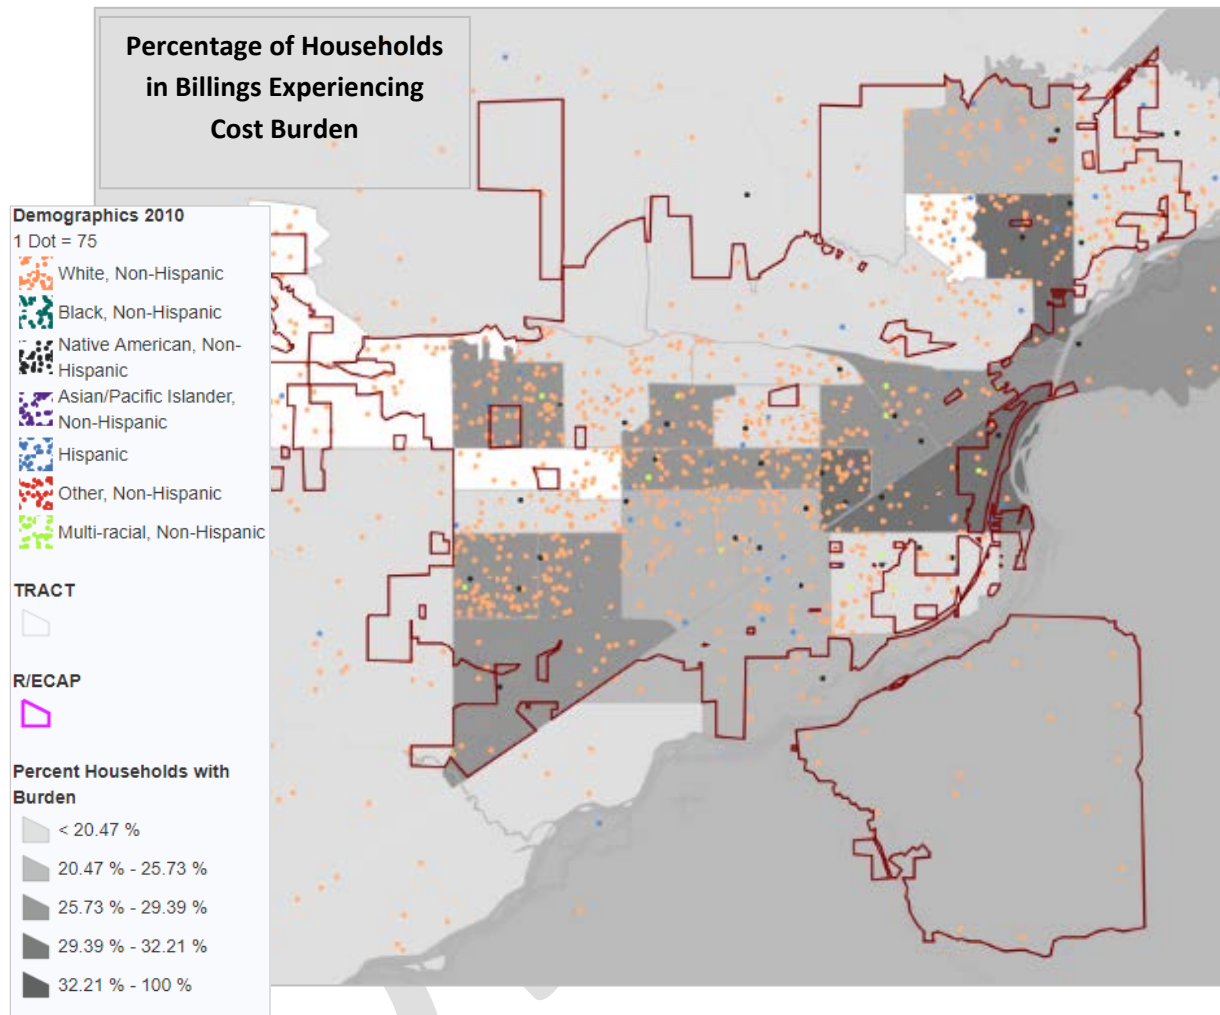 Percentage of Households
in Billings Experiencing
Cost Burden
Demographics 2010
1 Dot = 75
White, Non-Hispanic
Black, Non-Hispanic
Native American, Non-
Hispanic
Asian/Pacific Islander,
Non-Hispanic
Hispanic
Other, Non-Hispanic
Multi-racial, Non-Hispanic
TRACT
R/ECAP
Percent Households with
Burden
< 20.47 %
20.47 % - 25.73 %
25.73 % - 29.39 %
29.39 % - 32.21 %
32.21 % - 100 %